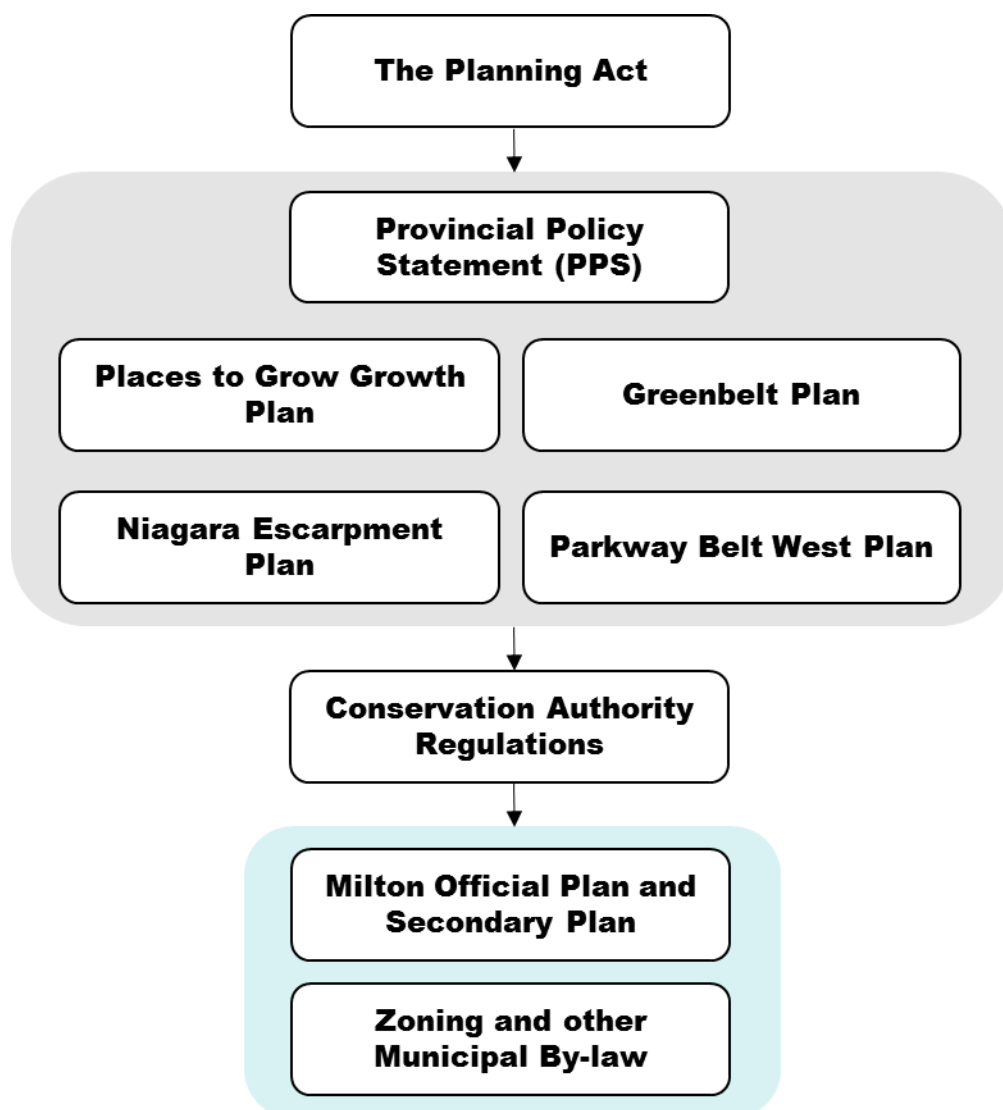 The Planning Act
Provincial Policy
Statement (PPS)
Places to Grow Growth
Plan
Greenbelt Plan
Niagara Escarpment
Plan
Parkway Belt West Plan
Conservation Authority
Regulations
Milton Official Plan and
Secondary Plan
Zoning and other
Municipal By-law